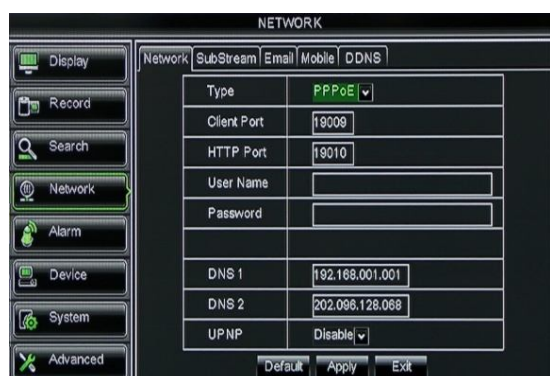 NETWORK
Display
Record
Search
Network
Alarm
Device
System
Advanced
Network SubStream Email Mobile DDNS
Type PPPoE
Client Port 19009
HTTP Port 19010
User Name
Password
DNS 1 192.168.001.001
DNS 2 202.096.128.068
UPNP Disable
Default Apply Exit